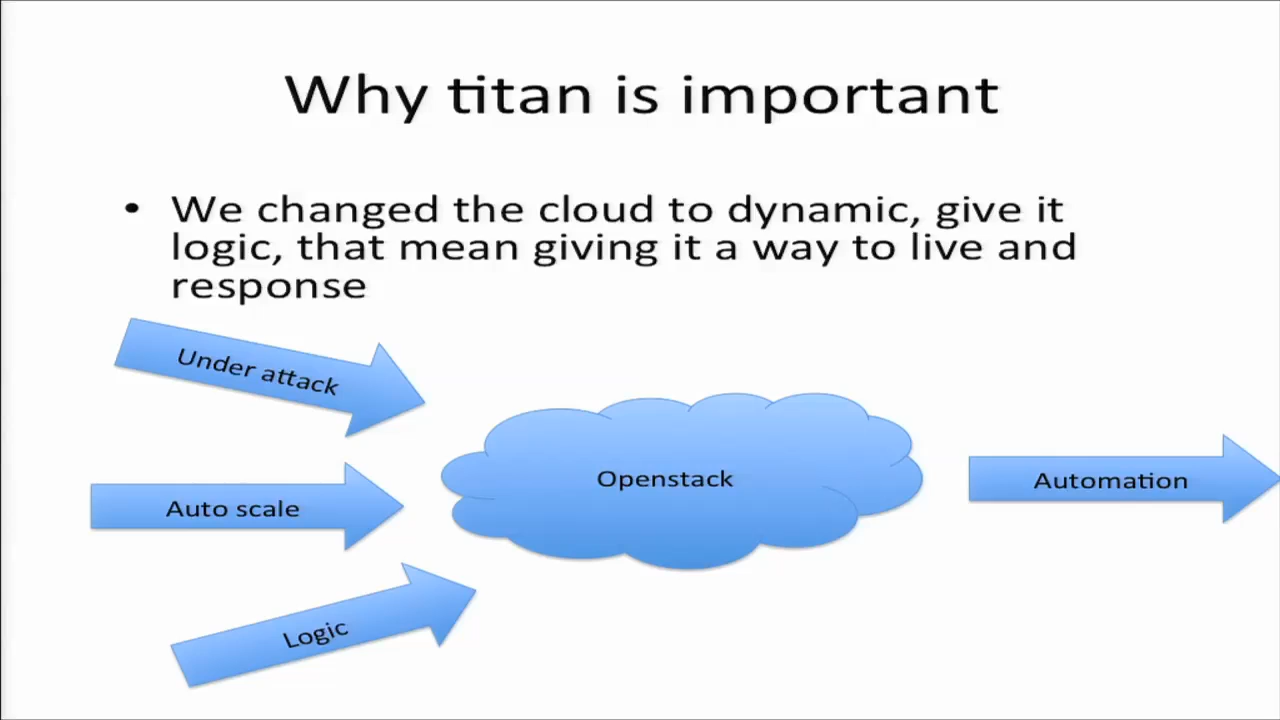 Why titan is important
• We changed the cloud to dynamic, give it
logic, that mean giving it a way to live and
response
Under attack
Openstack
Automation
Auto scale
Logic